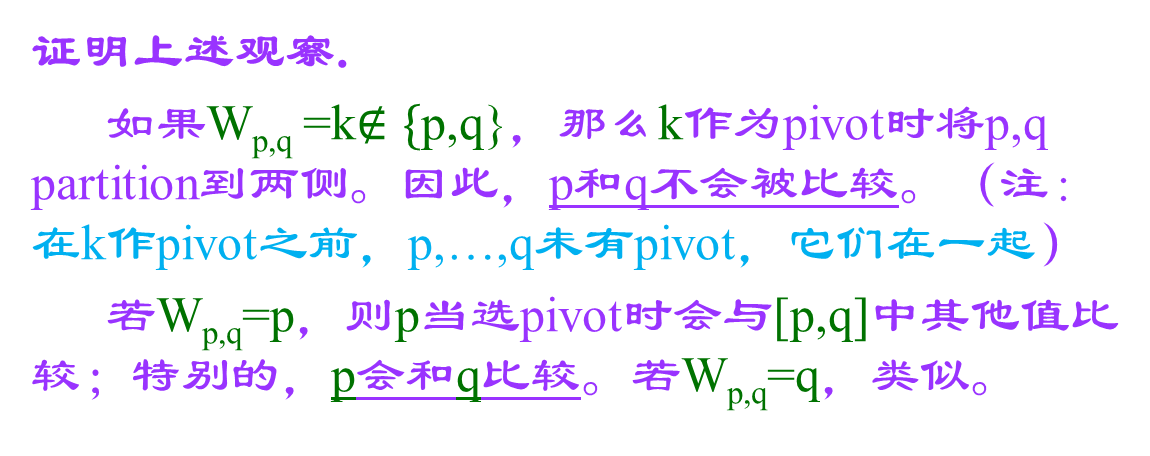 证明上述观察.
如果Wp,q =k∉ {p,q}，那么k作为pivot时将p,q
partition到两侧。因此，p和q不会被比较。（注：
在k作pivot之前，p,…,q未有pivot，它们在一起）
若Wp,q=p，则p当选pivot时会与[p,q]中其他值比
较；特别的，p会和q比较。若Wp,q=q，类似。